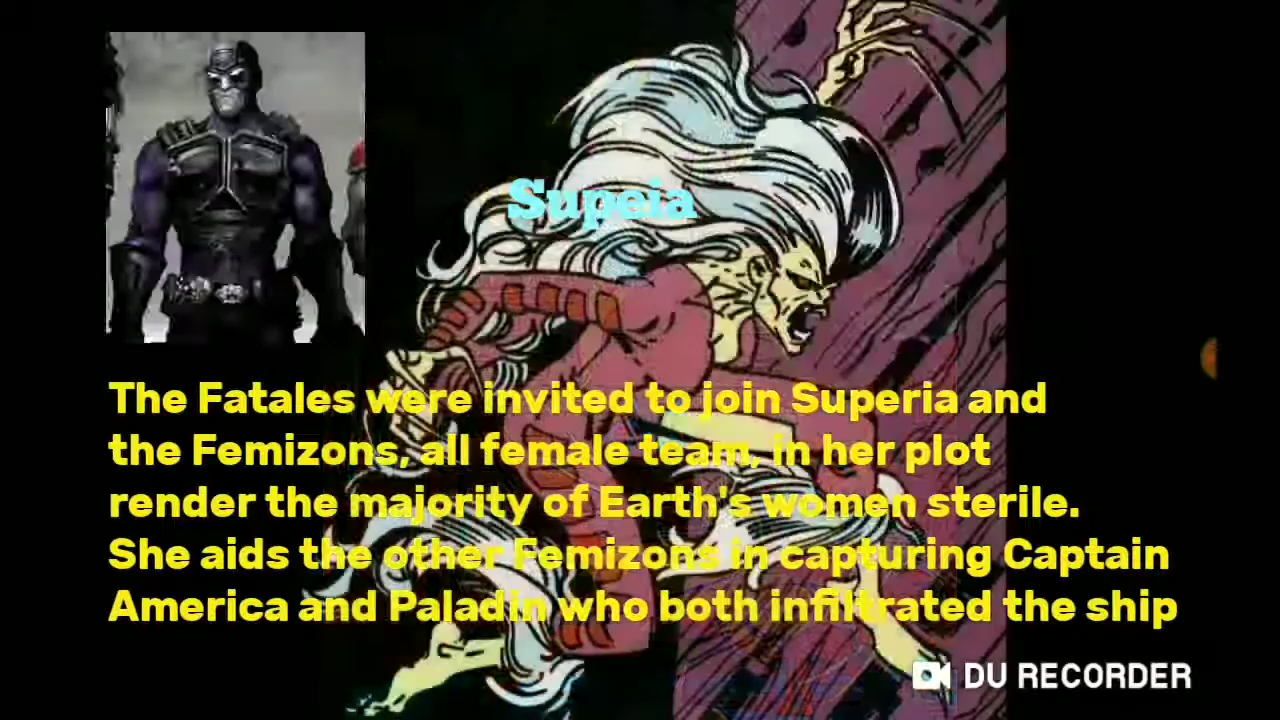 Supeia
The Fatales were invited to join Superia and
the Femizons, all female team, in her plot
render the majority of Earth's women sterile.
She aids the other Femizons in capturing Captain
America and Paladin who both infiltrated the ship
DU RECORDER